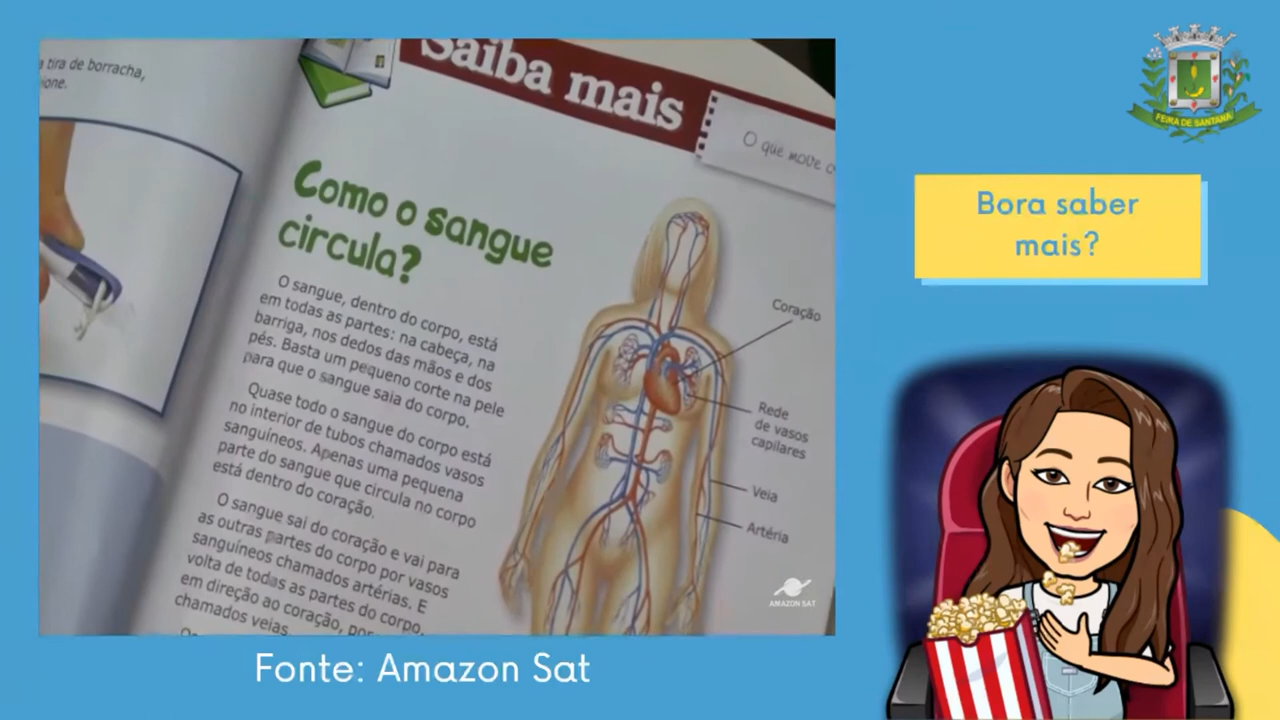 a tira de borracha,
ione.
Saiba mais
O que move o
Como o sangue
circula?
O sangue, dentro do corpo, está
em todas as partes: na cabeça, na
barriga, nos dedos das mãos e dos
pés. Basta um pequeno corte na pele
para que o sangue saia do corpo.
Quase todo o sangue do corpo está
no interior de tubos chamados vasos
sanguíneos. Apenas uma pequena
parte do sangue que circula no corpo
está dentro do coração.
O sangue sai do coração e vai para
as outras partes do corpo por vasos
sanguíneos chamados artérias. E
volta de todas as partes do corpo,
em direção ao coração, por
chamados veias
Coração
Rede
de vasos
capilares
Veia
Artéria
AMAZON SAT
Fonte: Amazon Sat
FEIRA DE SANTANA
Bora saber
mais?